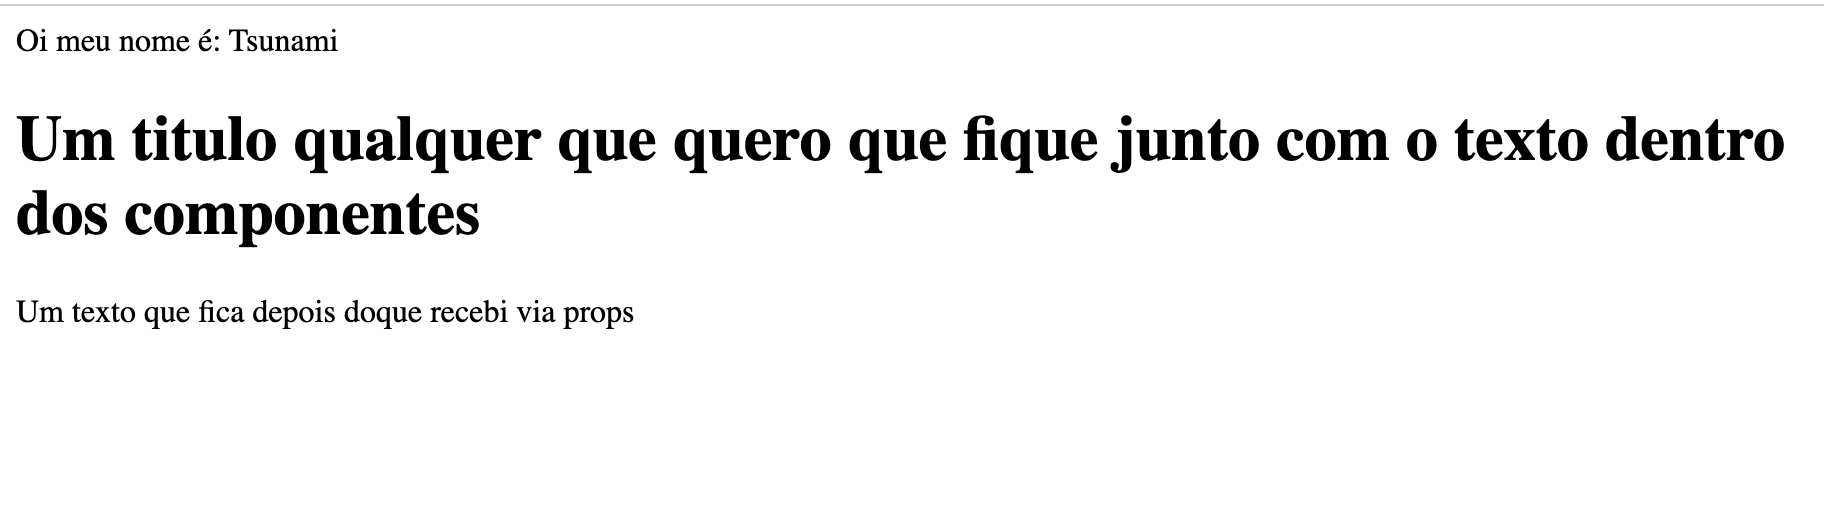 Oi meu nome é: Tsunami
Um titulo qualquer que quero que fique junto com o texto dentro
dos componentes
Um texto que fica depois doque recebi via props